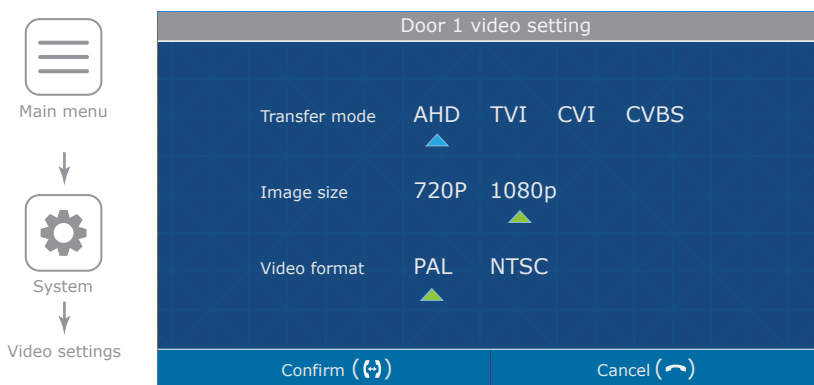 Main menu
System
Video settings
Door 1 video setting
Transfer mode AHD TVI CVI CVBS
Image size 720P 1080p
Video format PAL NTSC
Confirm ( ) Cancel ( )